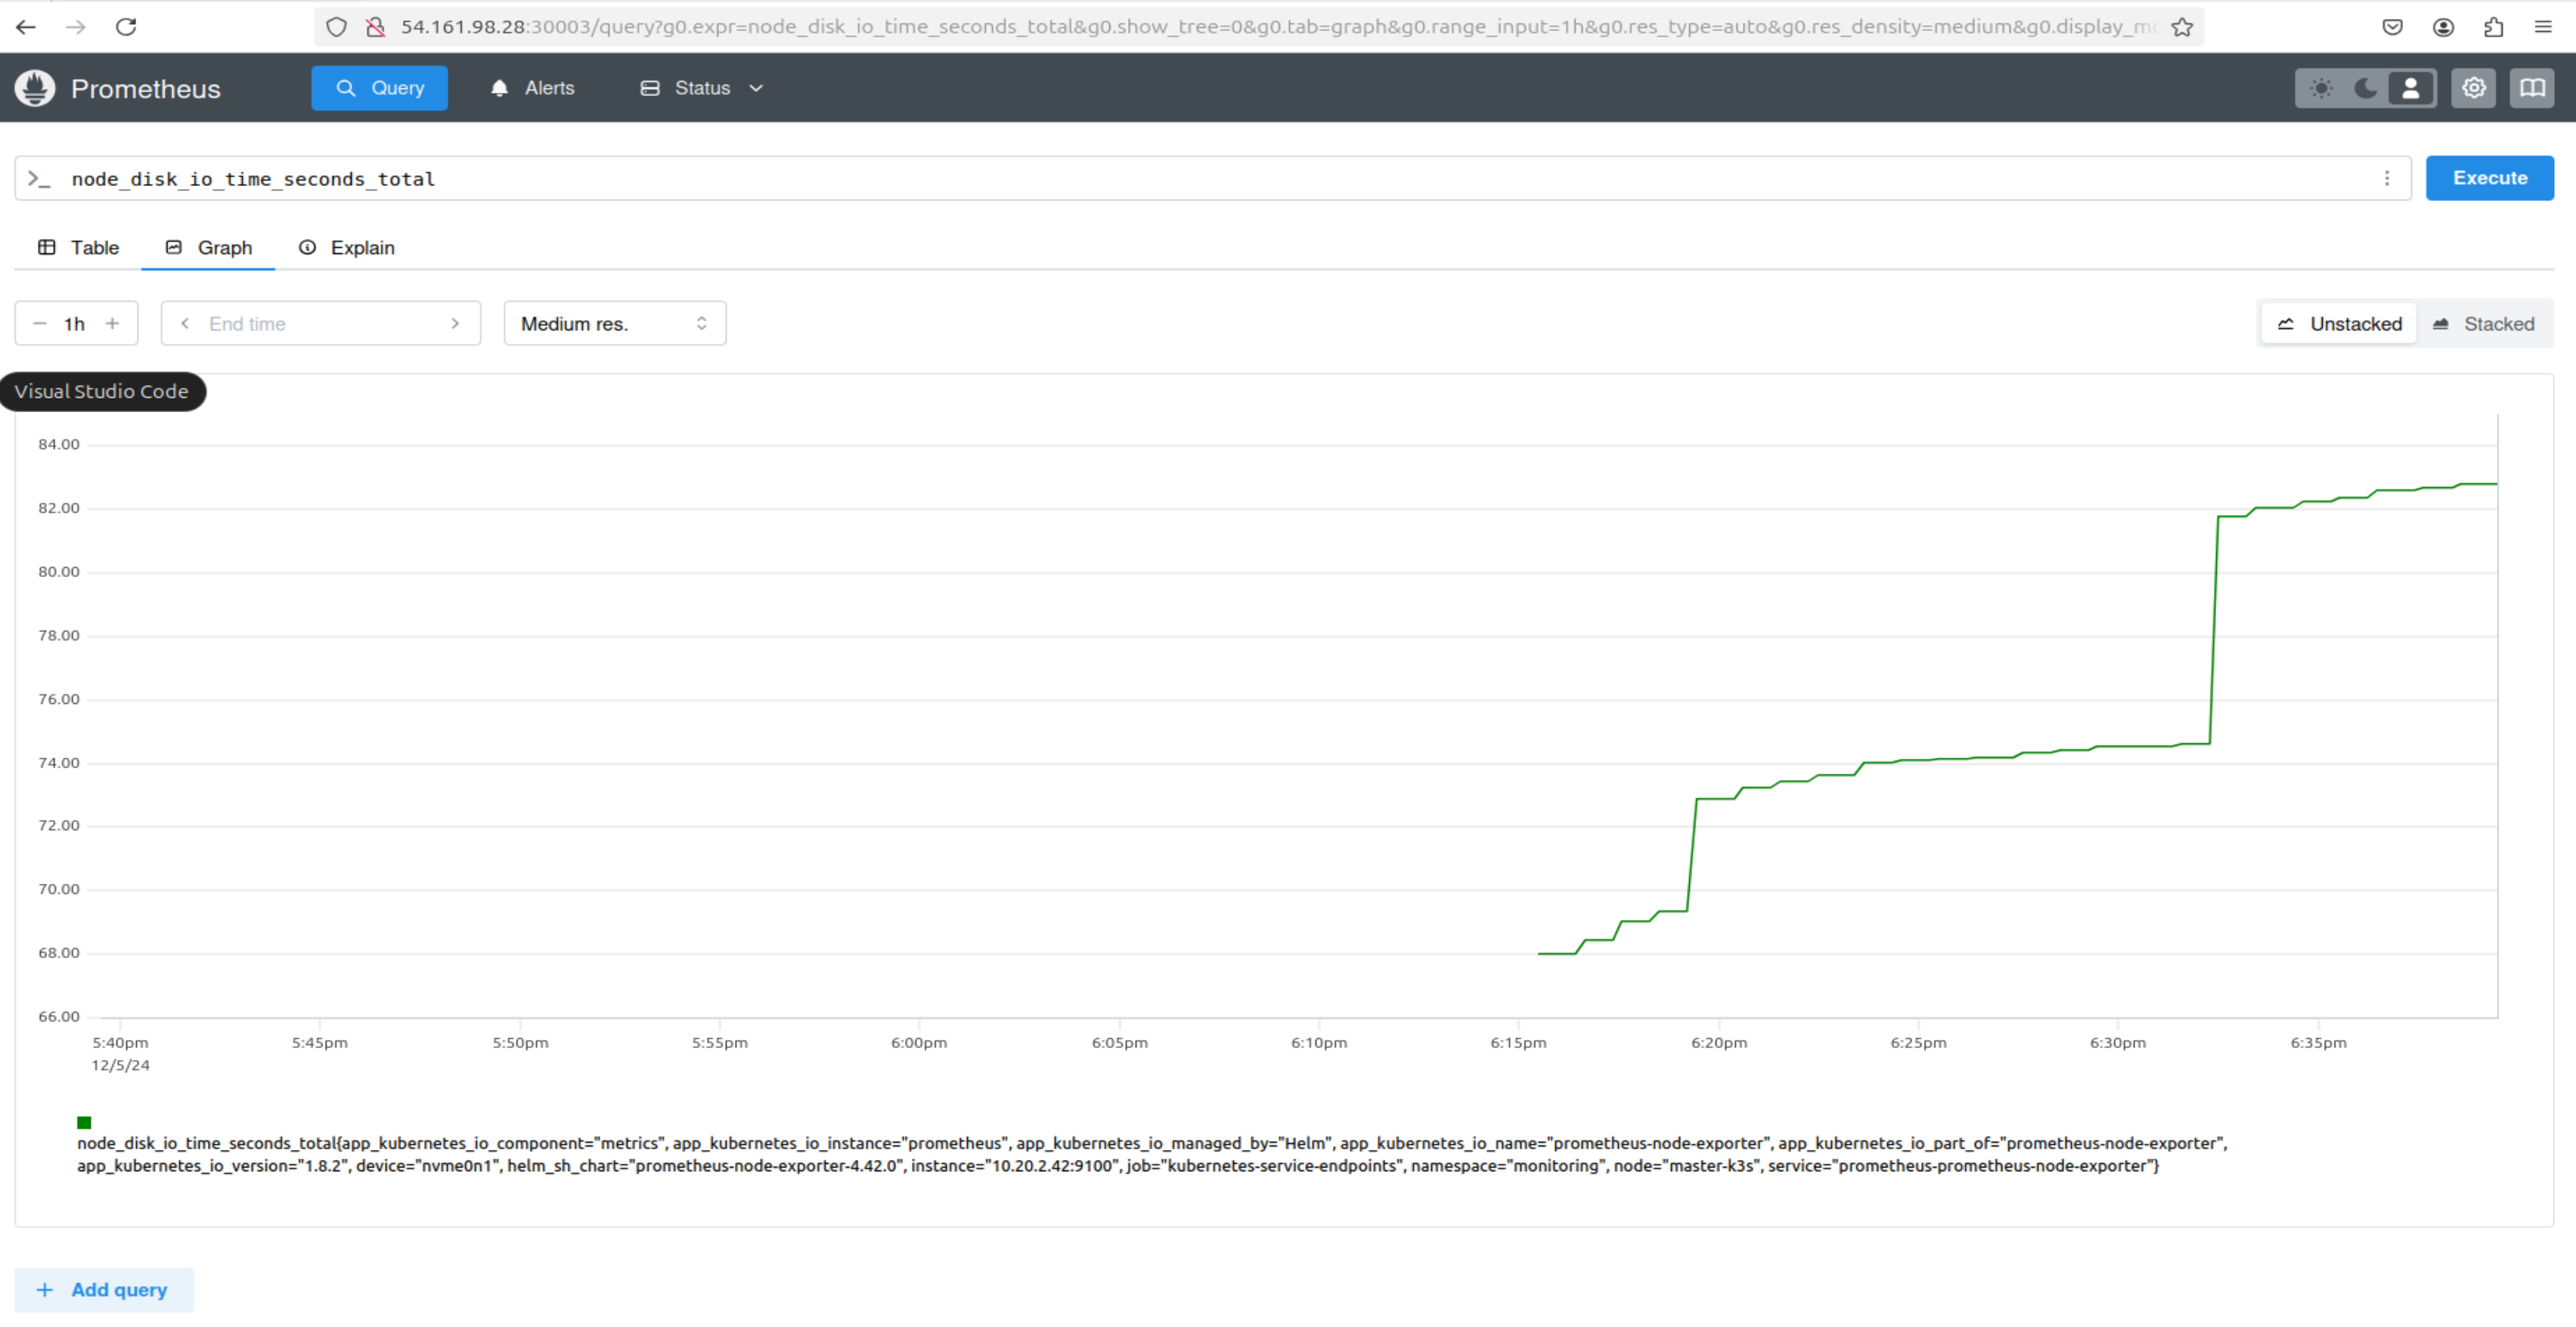 54.161.98.28:30003/query?g0.expr=node_disk_io_time_seconds_total&g0.show_tree=0&g0.tab=graph&g0.range_input=1h&g0.res_type=auto&g0.res_density=medium&g0.display_mo
Prometheus Query Alerts Status
>_ node_disk_io_time_seconds_total Execute
Table Graph Explain
− 1h + < End time > Medium res. Unstacked Stacked
Visual Studio Code
84.00
82.00
80.00
78.00
76.00
74.00
72.00
70.00
68.00
66.00
5:40pm 5:45pm 5:50pm 5:55pm 6:00pm 6:05pm 6:10pm 6:15pm 6:20pm 6:25pm 6:30pm 6:35pm
12/5/24
node_disk_io_time_seconds_total{app_kubernetes_io_component="metrics", app_kubernetes_io_instance="prometheus", app_kubernetes_io_managed_by="Helm", app_kubernetes_io_name="prometheus-node-exporter", app_kubernetes_io_part_of="prometheus-node-exporter",
app_kubernetes_io_version="1.8.2", device="nvme0n1", helm_sh_chart="prometheus-node-exporter-4.42.0", instance="10.20.2.42:9100", job="kubernetes-service-endpoints", namespace="monitoring", node="master-k3s", service="prometheus-prometheus-node-exporter"}
+ Add query